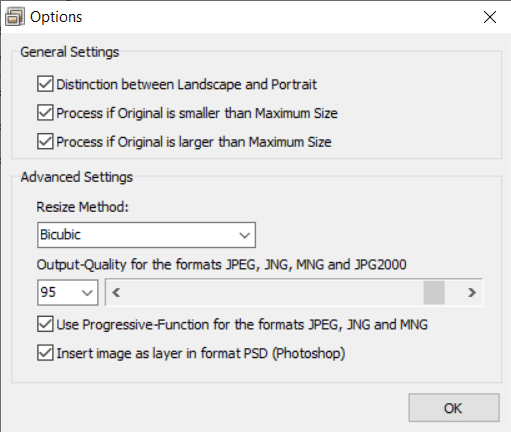 Options
General Settings
Distinction between Landscape and Portrait
Process if Original is smaller than Maximum Size
Process if Original is larger than Maximum Size
Advanced Settings
Resize Method:
Bicubic
Output-Quality for the formats JPEG, JNG, MNG and JPG2000
95
Use Progressive-Function for the formats JPEG, JNG and MNG
Insert image as layer in format PSD (Photoshop)
OK